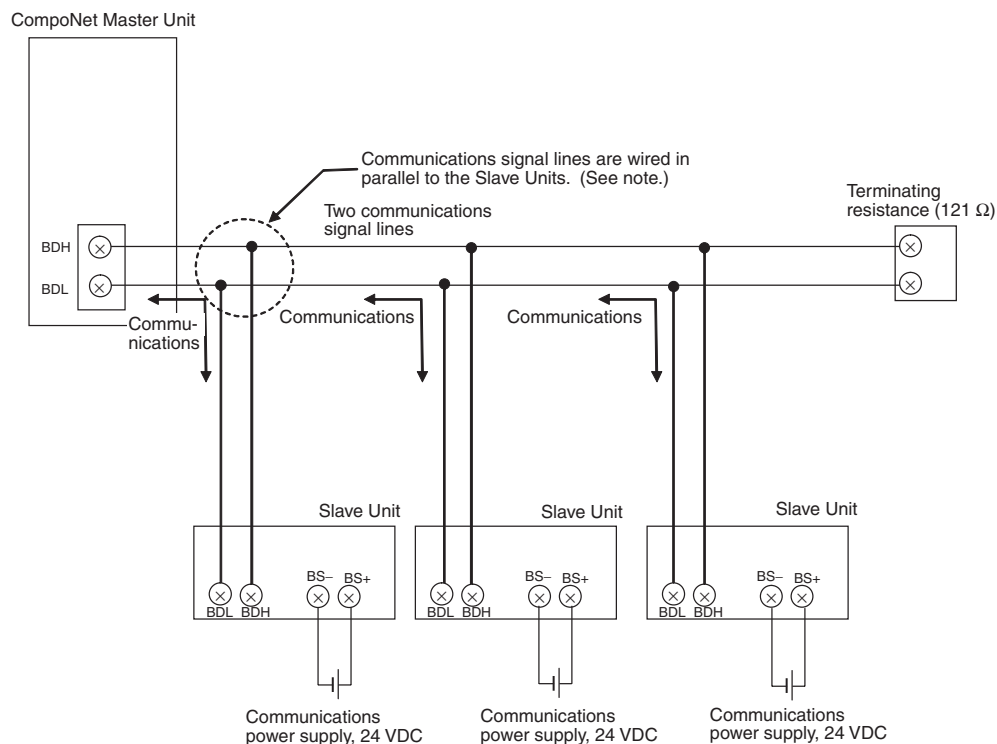 CompoNet Master Unit
Communications signal lines are wired in
parallel to the Slave Units.  (See note.)
Terminating
resistance (121 Ω)
Two communications
signal lines
BDH
BDL
Commu-
nications
Communications
Communications
Slave Unit
BS–
BS+
BDL
BDH
Slave Unit
BS–
BS+
BDL
BDH
Slave Unit
BS–
BS+
BDL
BDH
Communications
power supply, 24 VDC
Communications
power supply, 24 VDC
Communications
power supply, 24 VDC